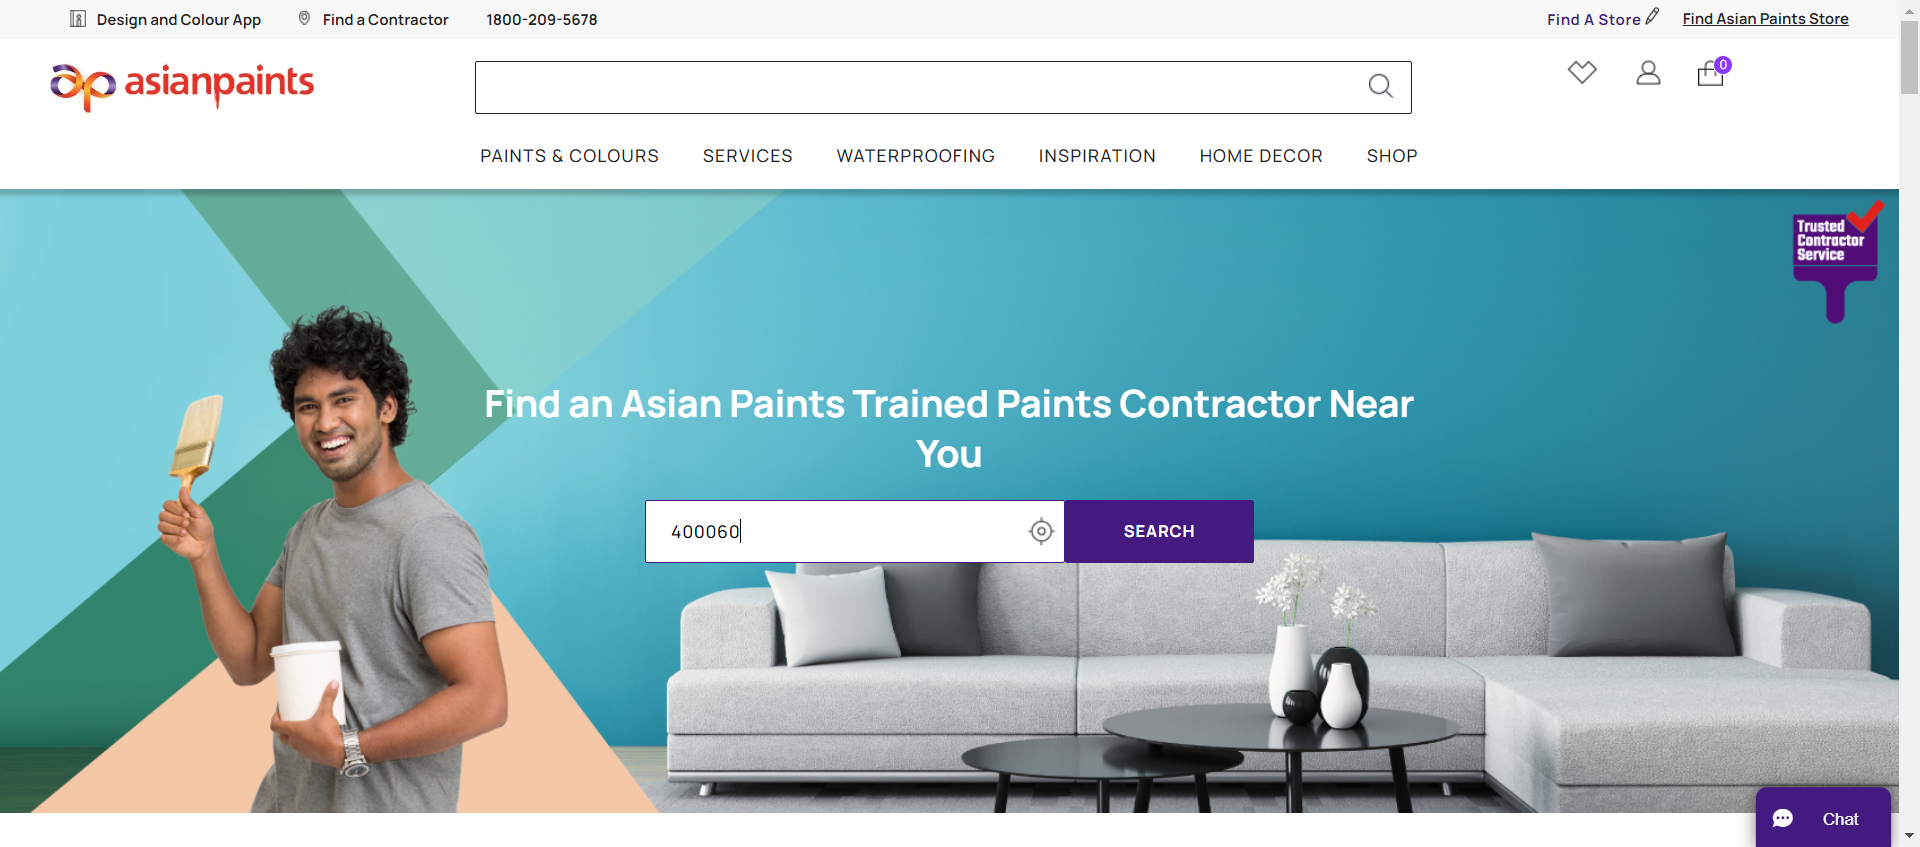 Design and Colour App
Find a Contractor
1800-209-5678
Find A Store
Find Asian Paints Store
ap asianpaints
0
PAINTS & COLOURS
SERVICES
WATERPROOFING
INSPIRATION
HOME DECOR
SHOP
Trusted
Contractor
Service
Find an Asian Paints Trained Paints Contractor Near
You
400060
SEARCH
Chat